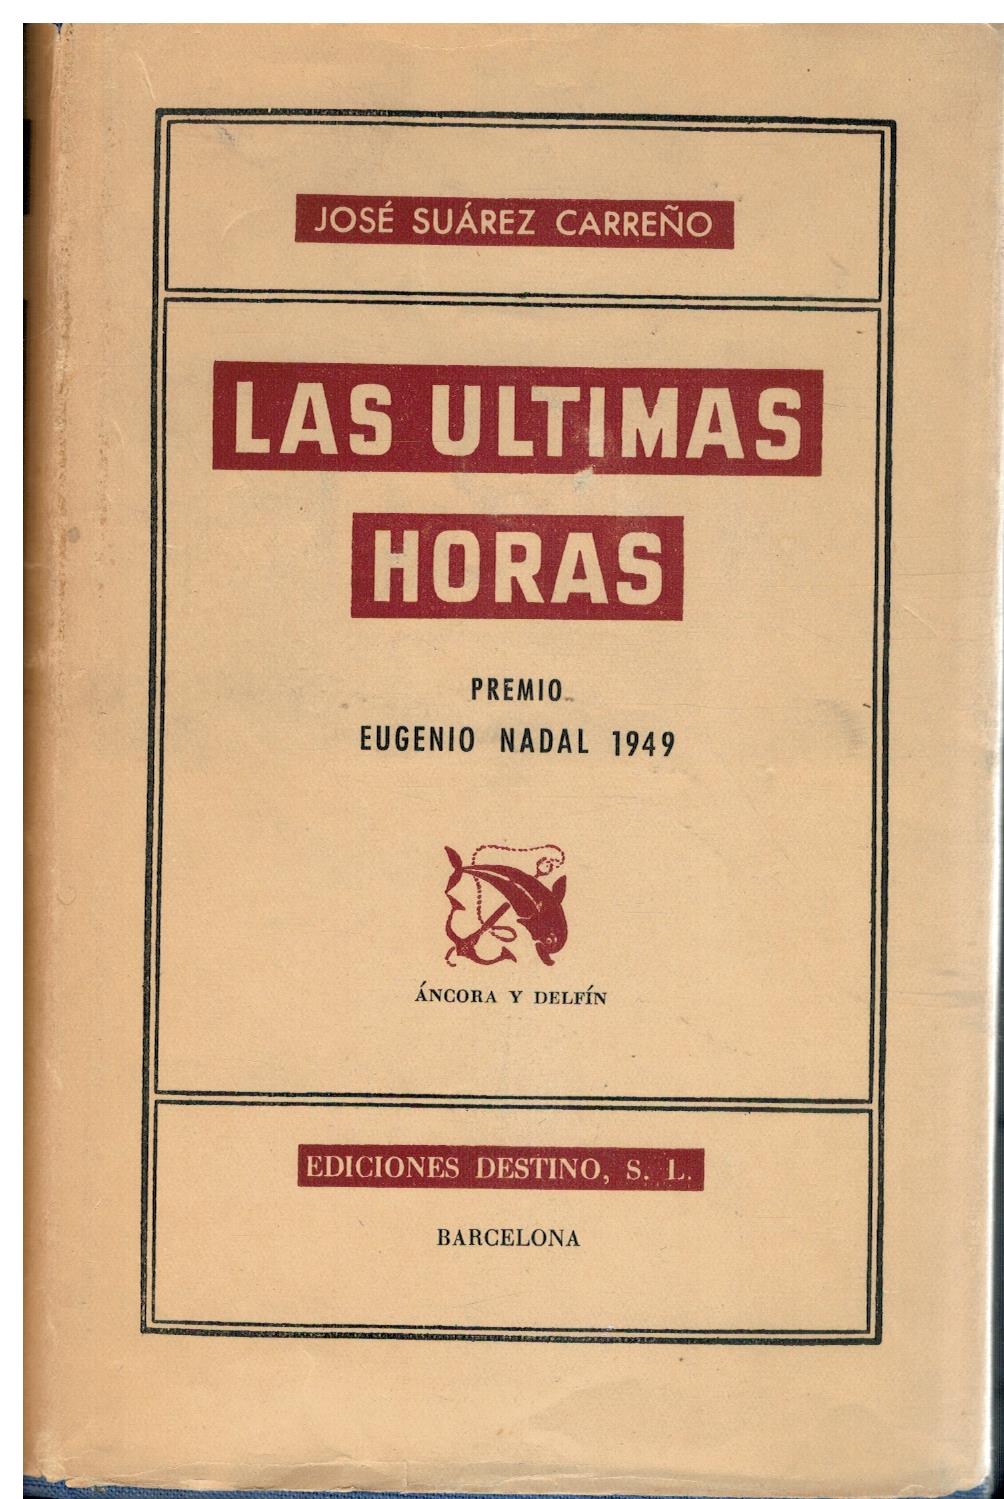 JOSÉ SUÁREZ CARREÑO
LAS ULTIMAS
HORAS
PREMIO
EUGENIO NADAL 1949
ÁNCORA Y DELFÍN
EDICIONES DESTINO, S. L.
BARCELONA